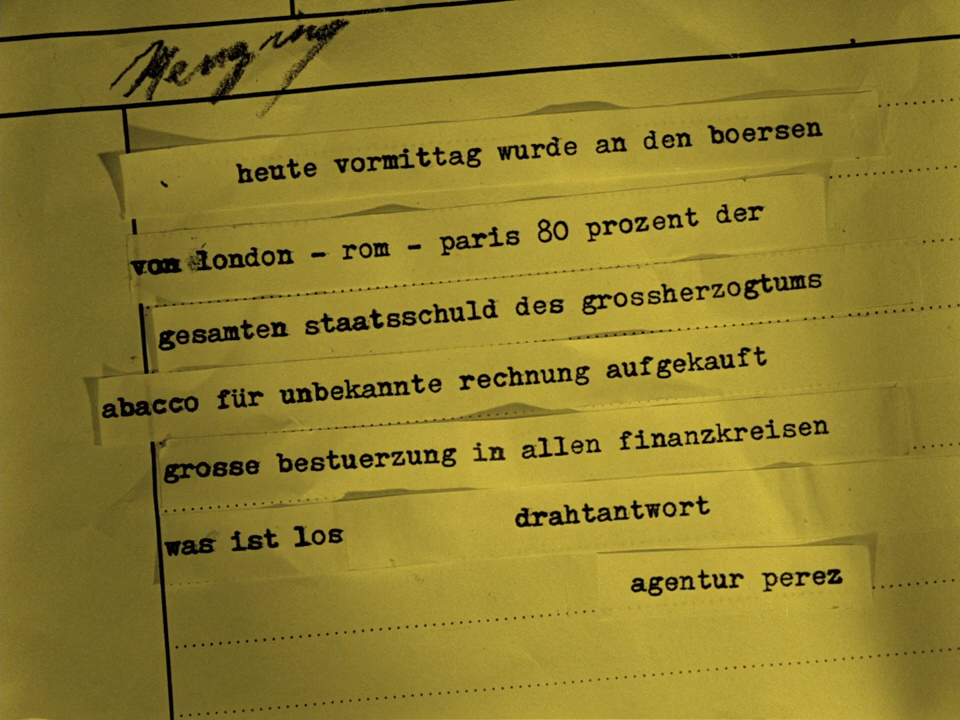 heute vormittag wurde an den boersen
von london - rom - paris 80 prozent der
gesamten staatsschuld des grossherzogtums
abacco für unbekannte rechnung aufgekauft
grosse bestuerzung in allen finanzkreisen
was ist los drahtantwort
agentur perez